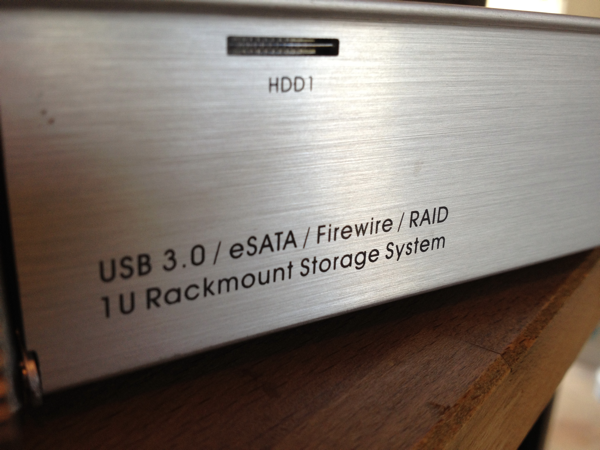 HDD1
USB 3.0 / eSATA / Firewire / RAID
1U Rackmount Storage System